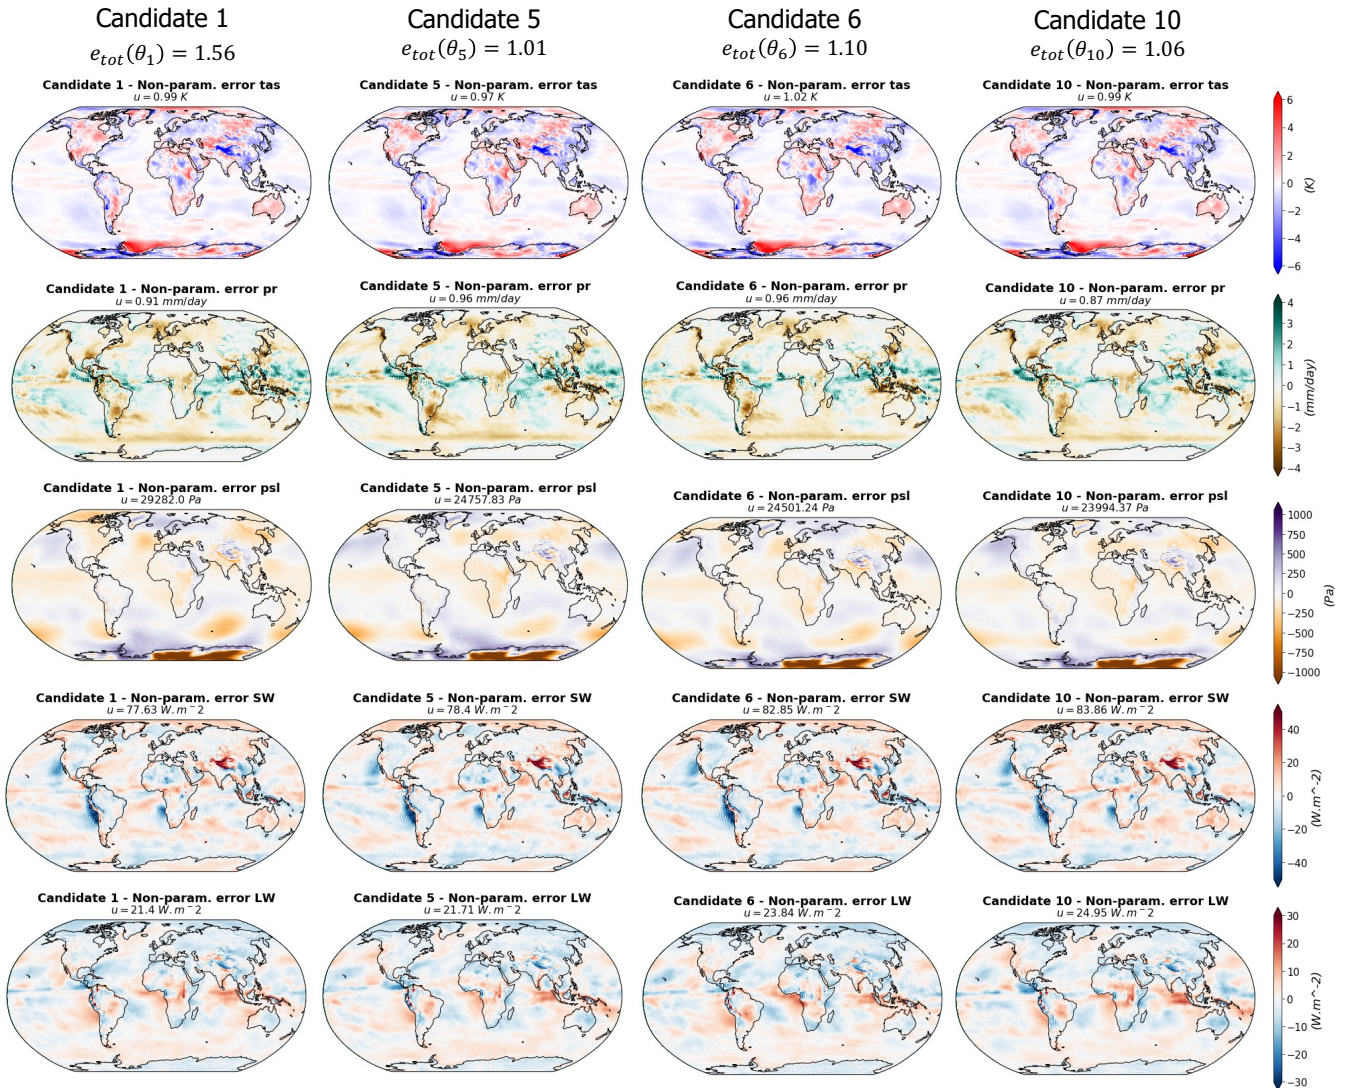 Candidate 1
Candidate 5
Candidate 6
Candidate 10
e_{tot}(θ_1) = 1.56
e_{tot}(θ_5) = 1.01
e_{tot}(θ_6) = 1.10
e_{tot}(θ_{10}) = 1.06
Candidate 1 - Non-param. error tas
u = 0.99 K
Candidate 5 - Non-param. error tas
u = 0.97 K
Candidate 6 - Non-param. error tas
u = 1.02 K
Candidate 10 - Non-param. error tas
u = 0.99 K
6
4
2
0
−2
−4
−6
(K)
Candidate 1 - Non-param. error pr
u = 0.91 mm/day
Candidate 5 - Non-param. error pr
u = 0.96 mm/day
Candidate 6 - Non-param. error pr
u = 0.96 mm/day
Candidate 10 - Non-param. error pr
u = 0.87 mm/day
4
3
2
1
0
−1
−2
−3
−4
(mm/day)
Candidate 1 - Non-param. error psl
u = 29282.0 Pa
Candidate 5 - Non-param. error psl
u = 24757.83 Pa
Candidate 6 - Non-param. error psl
u = 24501.24 Pa
Candidate 10 - Non-param. error psl
u = 23994.37 Pa
1000
750
500
250
0
−250
−500
−750
−1000
(Pa)
Candidate 1 - Non-param. error SW
u = 77.63 W.m^−2
Candidate 5 - Non-param. error SW
u = 78.4 W.m^−2
Candidate 6 - Non-param. error SW
u = 82.85 W.m^−2
Candidate 10 - Non-param. error SW
u = 83.86 W.m^−2
40
20
0
−20
−40
(W.m^-2)
Candidate 1 - Non-param. error LW
u = 21.4 W.m^−2
Candidate 5 - Non-param. error LW
u = 21.71 W.m^−2
Candidate 6 - Non-param. error LW
u = 23.84 W.m^−2
Candidate 10 - Non-param. error LW
u = 24.95 W.m^−2
30
20
10
0
−10
−20
−30
(W.m^-2)